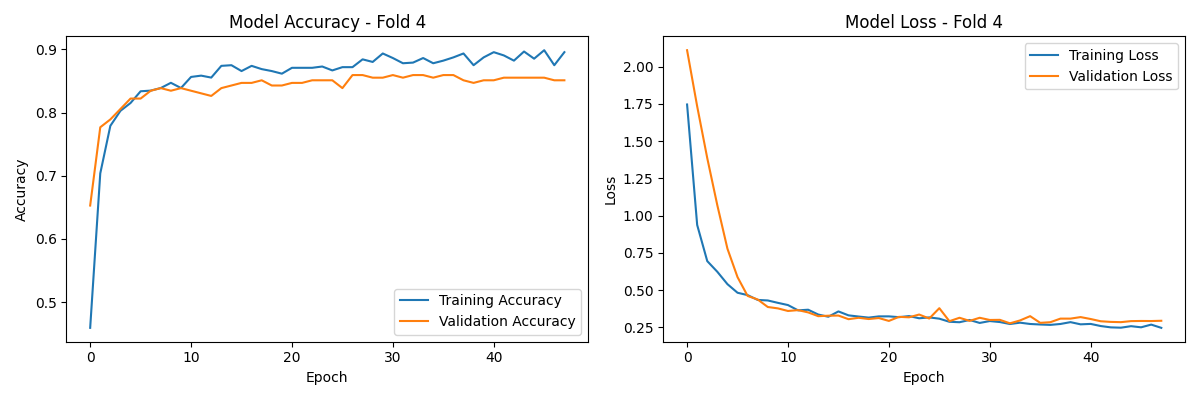 Model Accuracy - Fold 4
Accuracy
0.9
0.8
0.7
0.6
0.5
Training Accuracy
Validation Accuracy
0
10
20
30
40
Epoch
Model Loss - Fold 4
Loss
2.00
1.75
1.50
1.25
1.00
0.75
0.50
0.25
Training Loss
Validation Loss
0
10
20
30
40
Epoch